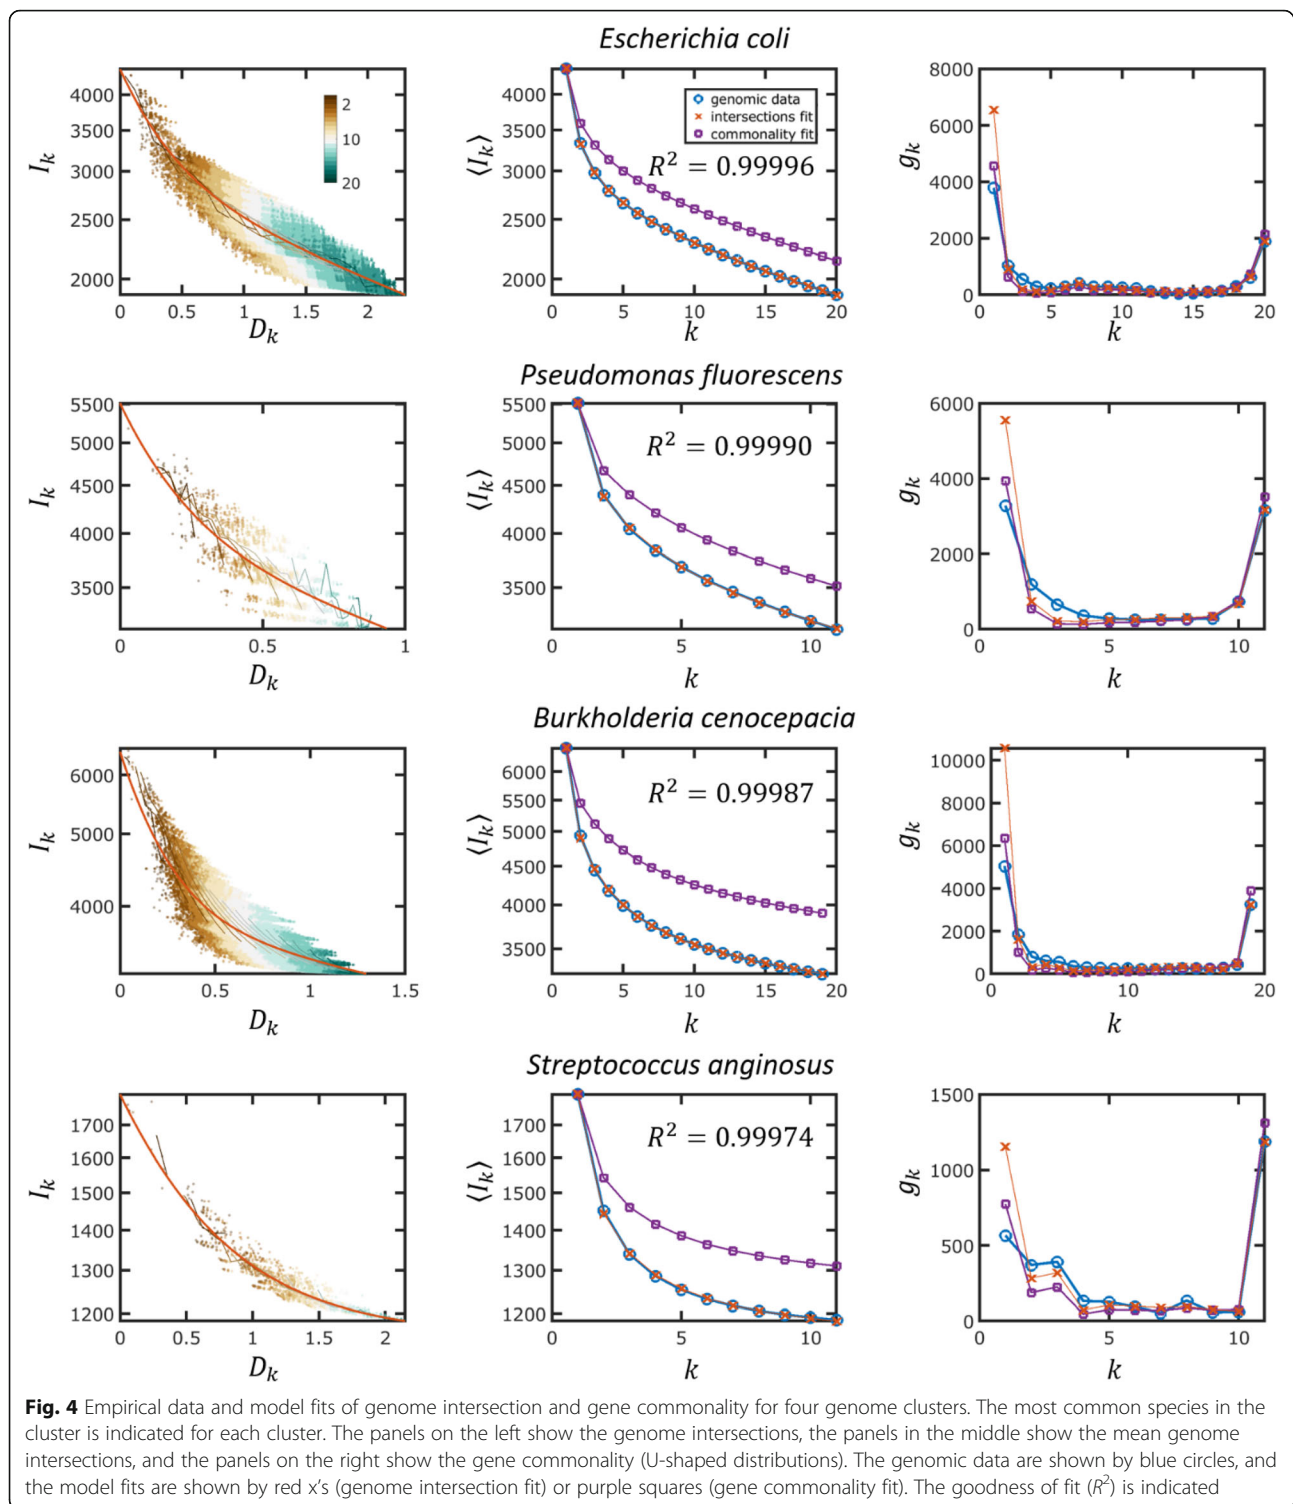 Escherichia coli
I_k
4000
3500
3000
2500
2000
0 0.5 1 1.5 2
D_k
2
10
20
⟨I_k⟩
4000
3500
3000
2500
2000
0 5 10 15 20
k
genomic data
intersections fit
commonality fit
R² = 0.99996
g_k
8000
6000
4000
2000
0
0 5 10 15 20
k
Pseudomonas fluorescens
I_k
5500
5000
4500
4000
3500
0 0.5 1
D_k
⟨I_k⟩
5500
5000
4500
4000
3500
0 5 10
k
R² = 0.99990
g_k
6000
4000
2000
0
0 5 10
k
Burkholderia cenocepacia
I_k
6000
5000
4000
0 0.5 1 1.5
D_k
⟨I_k⟩
6000
5500
5000
4500
4000
3500
0 5 10 15 20
k
R² = 0.99987
g_k
10000
8000
6000
4000
2000
0
0 10 20
k
Streptococcus anginosus
I_k
1700
1600
1500
1400
1300
1200
0 0.5 1 1.5 2
D_k
⟨I_k⟩
1700
1600
1500
1400
1300
1200
0 5 10
k
R² = 0.99974
g_k
1500
1000
500
0
0 5 10
k
Fig. 4 Empirical data and model fits of genome intersection and gene commonality for four genome clusters. The most common species in the
cluster is indicated for each cluster. The panels on the left show the genome intersections, the panels in the middle show the mean genome
intersections, and the panels on the right show the gene commonality (U-shaped distributions). The genomic data are shown by blue circles, and
the model fits are shown by red x's (genome intersection fit) or purple squares (gene commonality fit). The goodness of fit (R²) is indicated